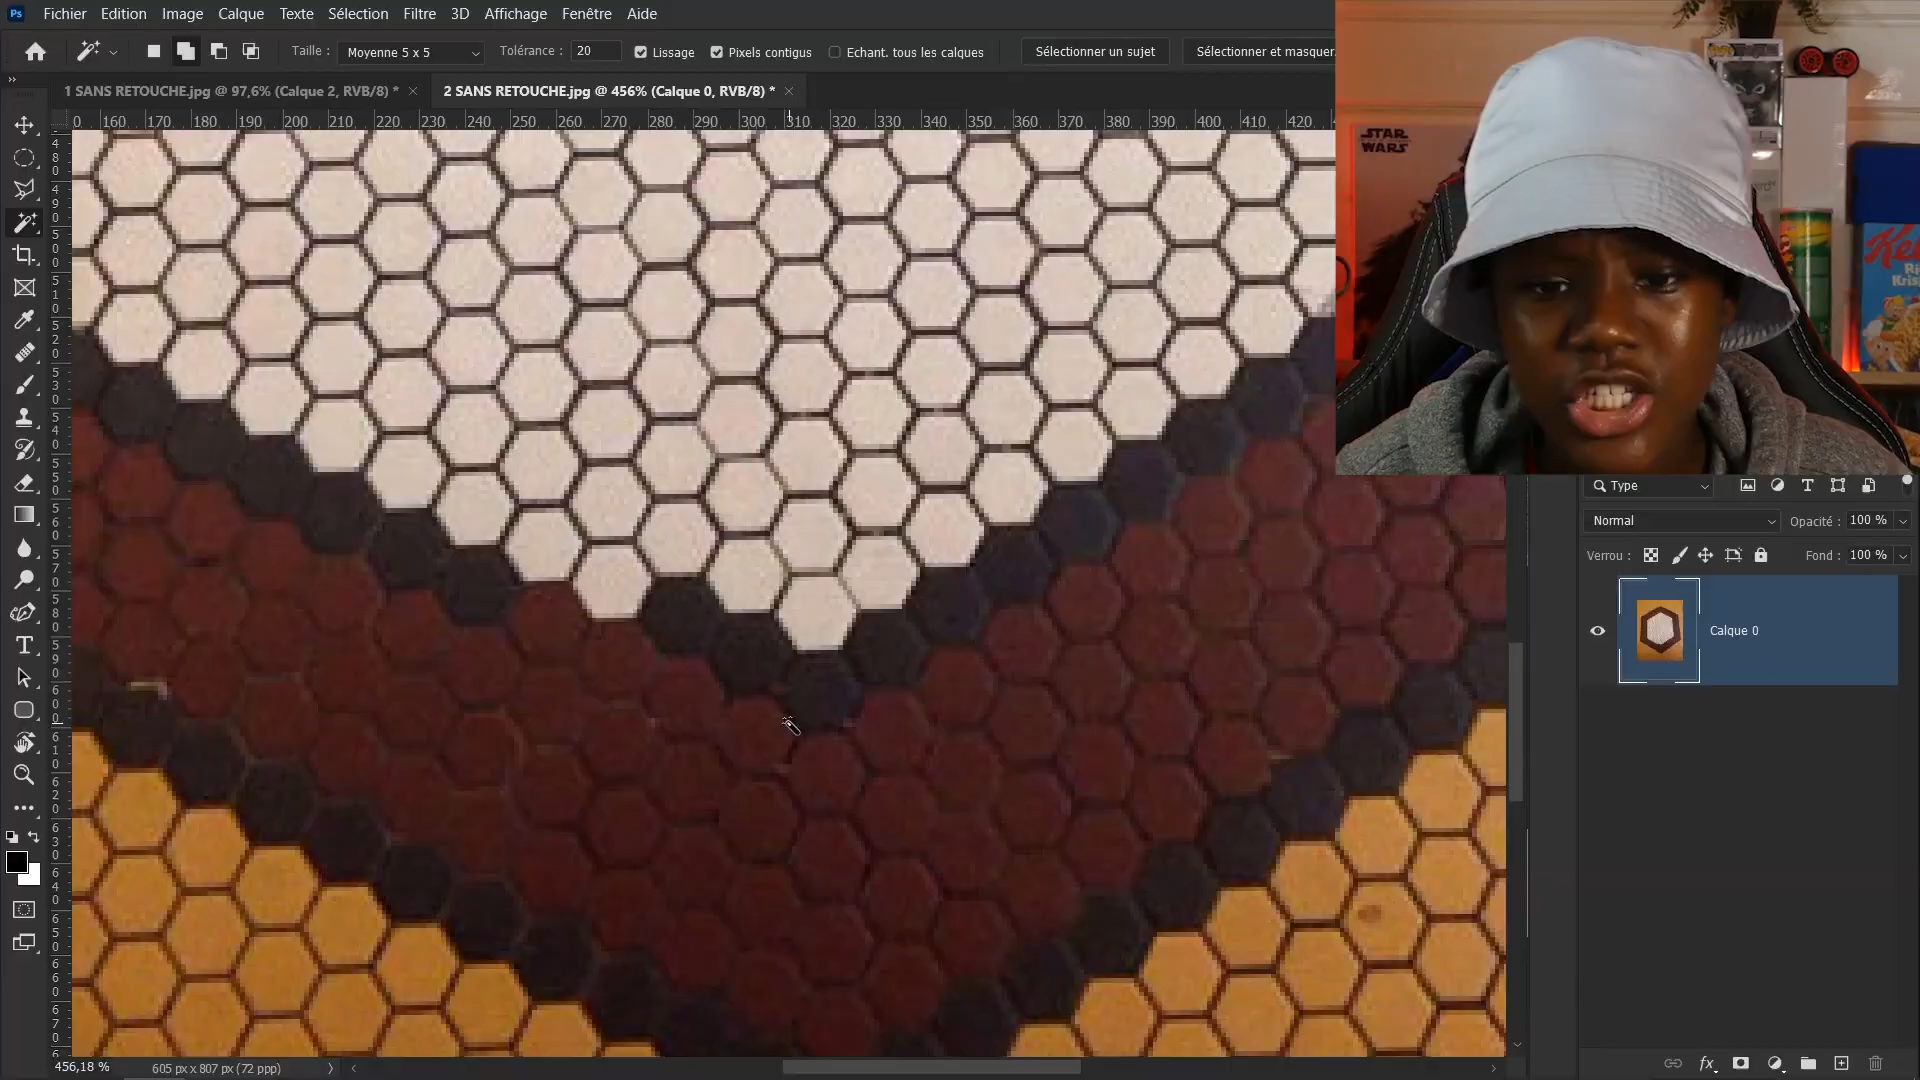 Ps Fichier Edition Image Calque Texte Sélection Filtre 3D Affichage Fenêtre Aide
Taille : Moyenne 5 x 5 Tolérance : 20 Lissage Pixels contigus Echant. tous les calques Sélectionner un sujet Sélectionner et masquer
1 SANS RETOUCHE.jpg @ 97,6% (Calque 2, RVB/8) * 2 SANS RETOUCHE.jpg @ 456% (Calque 0, RVB/8) *
0 160 170 180 190 200 210 220 230 240 250 260 270 280 290 300 310 320 330 340 350 360 370 380 390 400 410 420
STAR WARS
Type
Normal Opacité : 100 %
Verrou : Fond : 100 %
Calque 0
fx
456,18 % 605 px x 807 px (72 ppp)